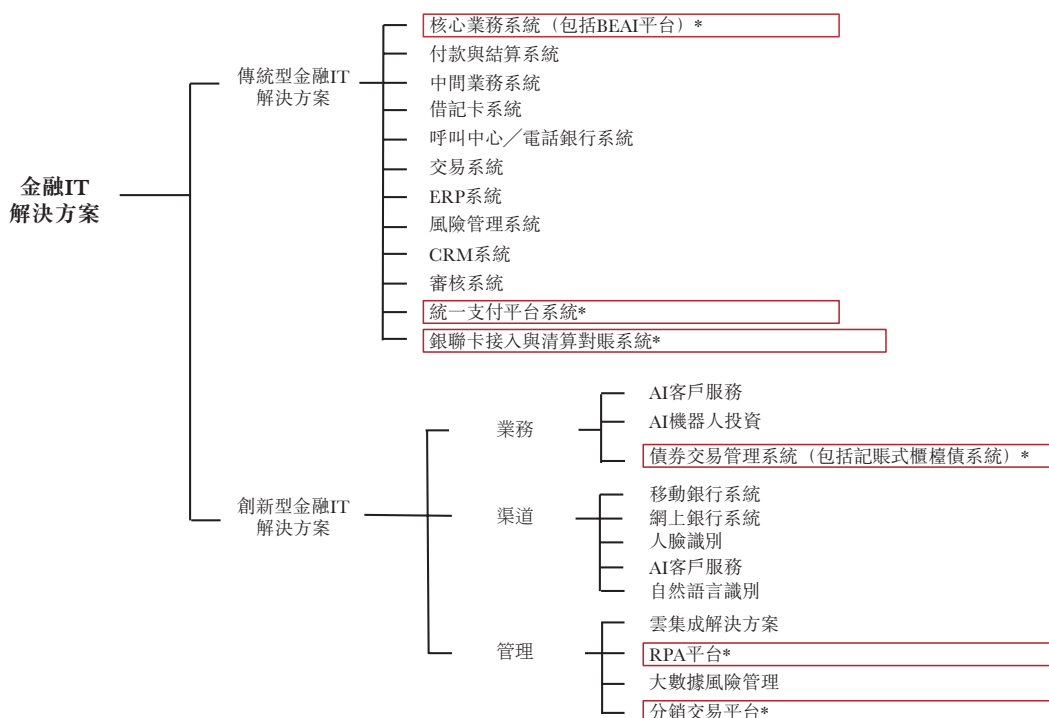 核心業務系統（包括BEAI平台）*
付款與結算系統
傳統型金融IT
解決方案
中間業務系統
借記卡系統
呼叫中心／電話銀行系統
交易系統
金融IT
解決方案
ERP系統
風險管理系統
CRM系統
審核系統
統一支付平台系統*
銀聯卡接入與清算對賬系統*
創新型金融IT
解決方案
業務
AI客戶服務
AI機器人投資
債券交易管理系統（包括記賬式櫃檯債系統）*
渠道
移動銀行系統
網上銀行系統
人臉識別
AI客戶服務
自然語言識別
管理
雲集成解決方案
RPA平台*
大數據風險管理
分銷交易平台*